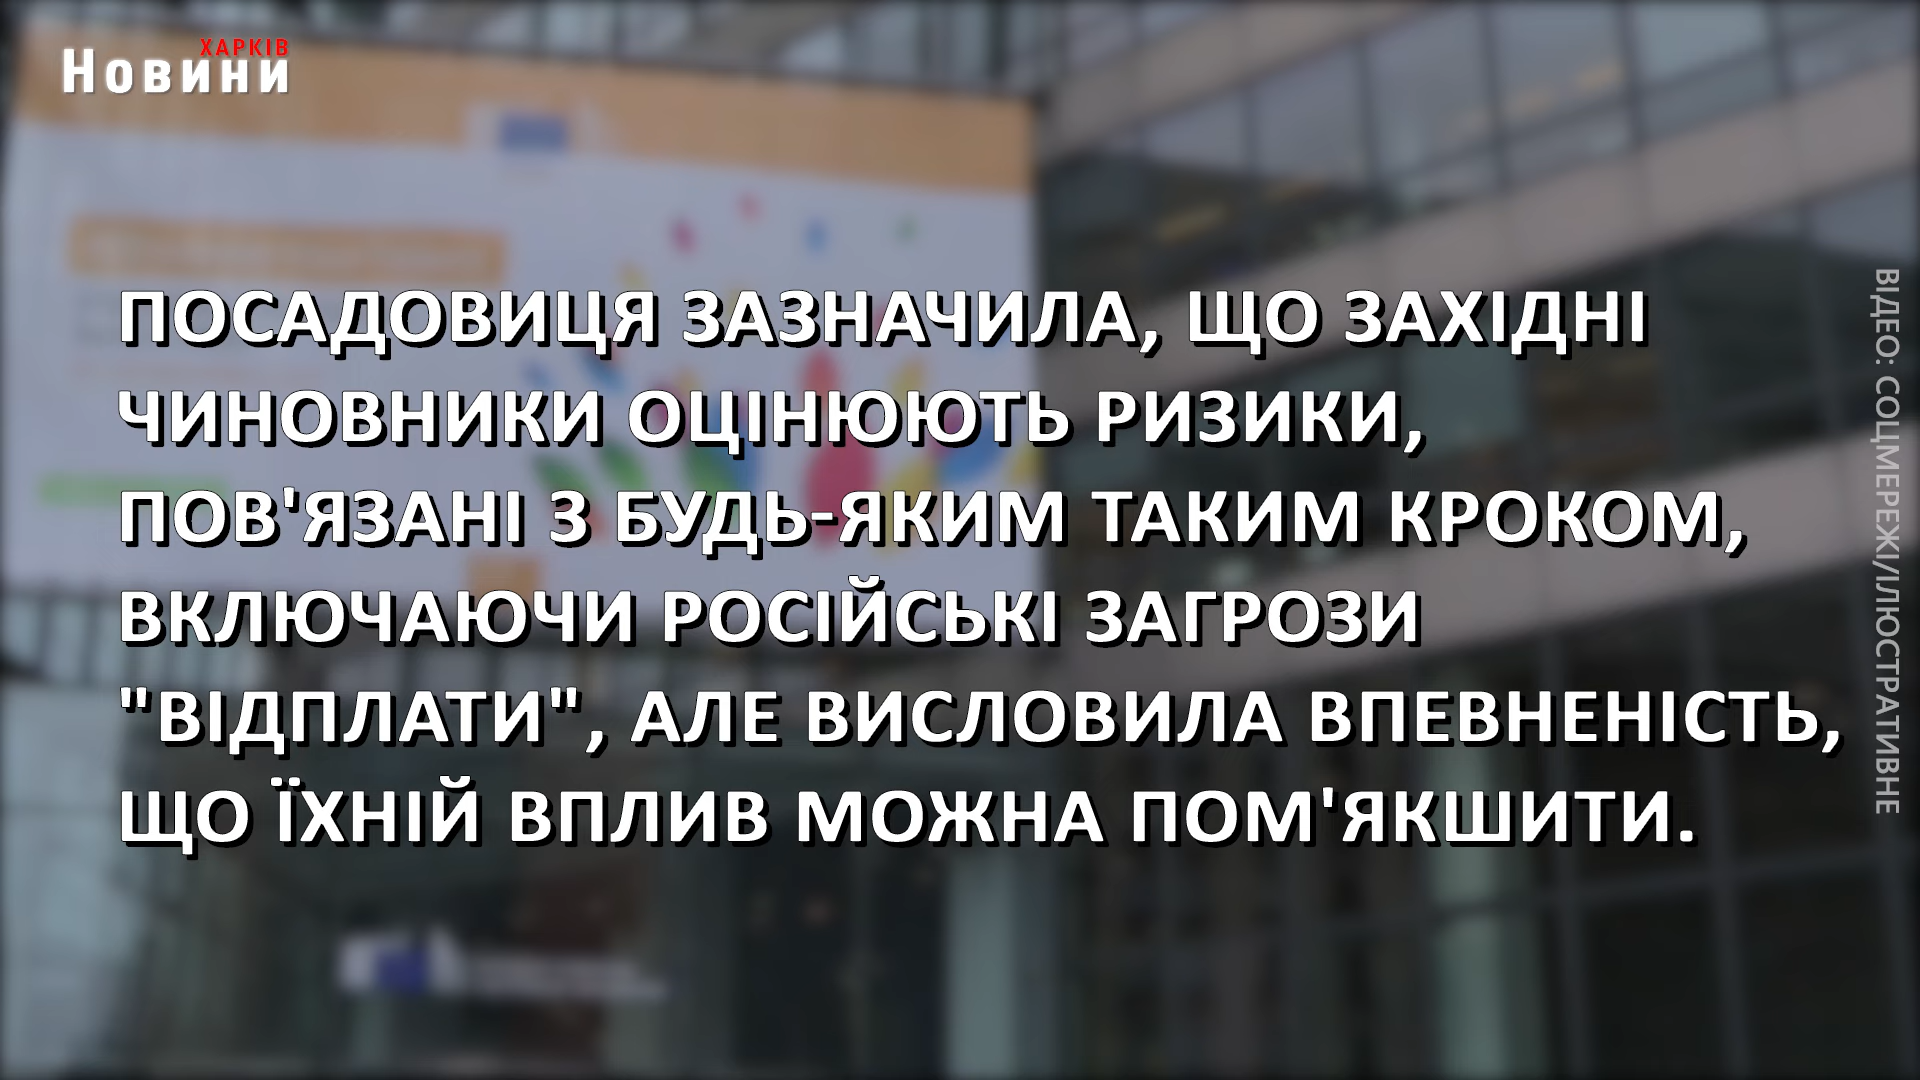 ХАРКІВ
Новини
ПОСАДОВИЦЯ ЗАЗНАЧИЛА, ЩО ЗАХІДНІ
ЧИНОВНИКИ ОЦІНЮЮТЬ РИЗИКИ,
ПОВ'ЯЗАНІ З БУДЬ-ЯКИМ ТАКИМ КРОКОМ,
ВКЛЮЧАЮЧИ РОСІЙСЬКІ ЗАГРОЗИ
"ВІДПЛАТИ", АЛЕ ВИСЛОВИЛА ВПЕВНЕНІСТЬ,
ЩО ЇХНІЙ ВПЛИВ МОЖНА ПОМ'ЯКШИТИ.
ВІДЕО: СОЦМЕРЕЖІ/ІЛЮСТРАТИВНЕ